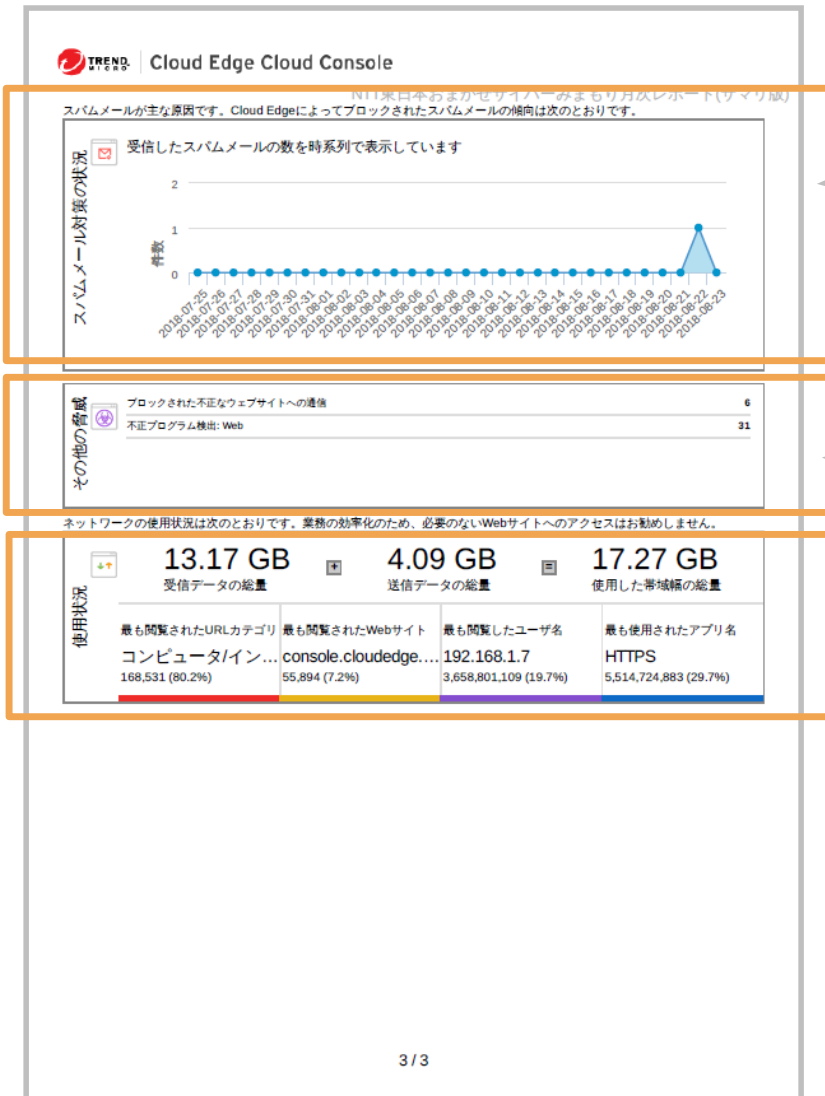 TREND MICRO Cloud Edge Cloud Console
NTT東日本おまかせサイバーみまもり月次レポート(サマリ版)
スパムメールが主な原因です。Cloud Edgeによってブロックされたスパムメールの傾向は次のとおりです。
スパムメール対策の状況
受信したスパムメールの数を時系列で表示しています
件数
2
1
0
2018-07-25
2018-07-26
2018-07-27
2018-07-28
2018-07-29
2018-07-30
2018-07-31
2018-08-01
2018-08-02
2018-08-03
2018-08-04
2018-08-05
2018-08-06
2018-08-07
2018-08-08
2018-08-09
2018-08-10
2018-08-11
2018-08-12
2018-08-13
2018-08-14
2018-08-15
2018-08-16
2018-08-17
2018-08-18
2018-08-19
2018-08-20
2018-08-21
2018-08-22
2018-08-23
その他の脅威
ブロックされた不正なウェブサイトへの通信 6
不正プログラム検出: Web 31
ネットワークの使用状況は次のとおりです。業務の効率化のため、必要のないWebサイトへのアクセスはお勧めしません。
使用状況
13.17 GB + 4.09 GB = 17.27 GB
受信データの総量 送信データの総量 使用した帯域幅の総量
最も閲覧されたURLカテゴリ 最も閲覧されたWebサイト 最も閲覧したユーザ名 最も使用されたアプリ名
コンピュータ/イン... console.cloudedge.... 192.168.1.7 HTTPS
168,531 (80.2%) 55,894 (7.2%) 3,658,801,109 (19.7%) 5,514,724,883 (29.7%)
3 / 3